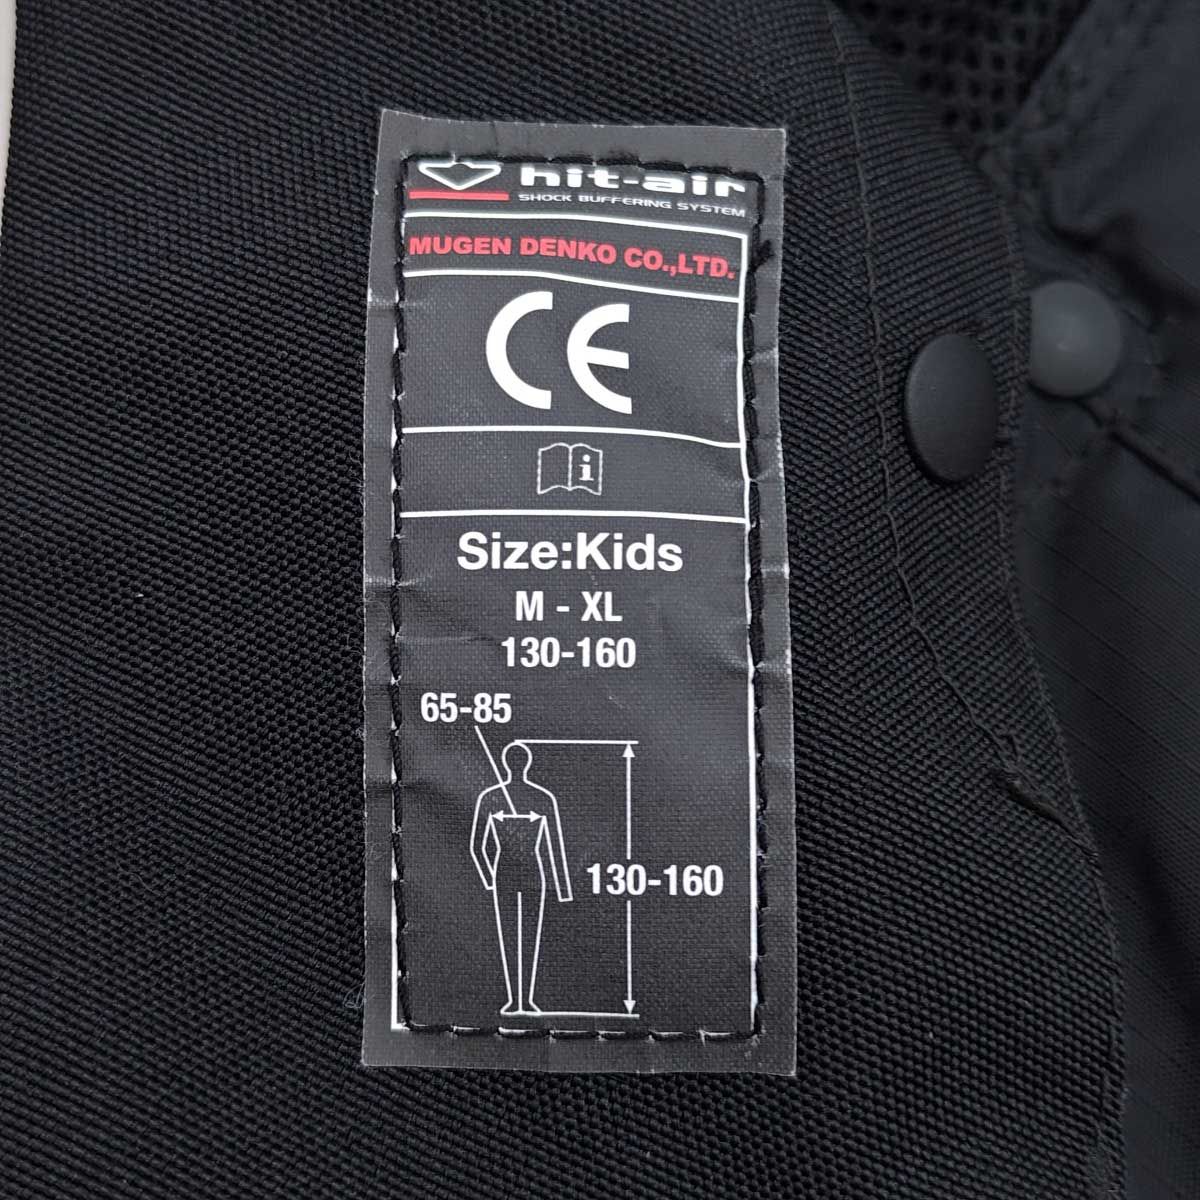 hit-air
SHOCK BUFFERING SYSTEM
MUGEN DENKO CO.,LTD.
CE
i
Size:Kids
M - XL
130-160
65-85
130-160